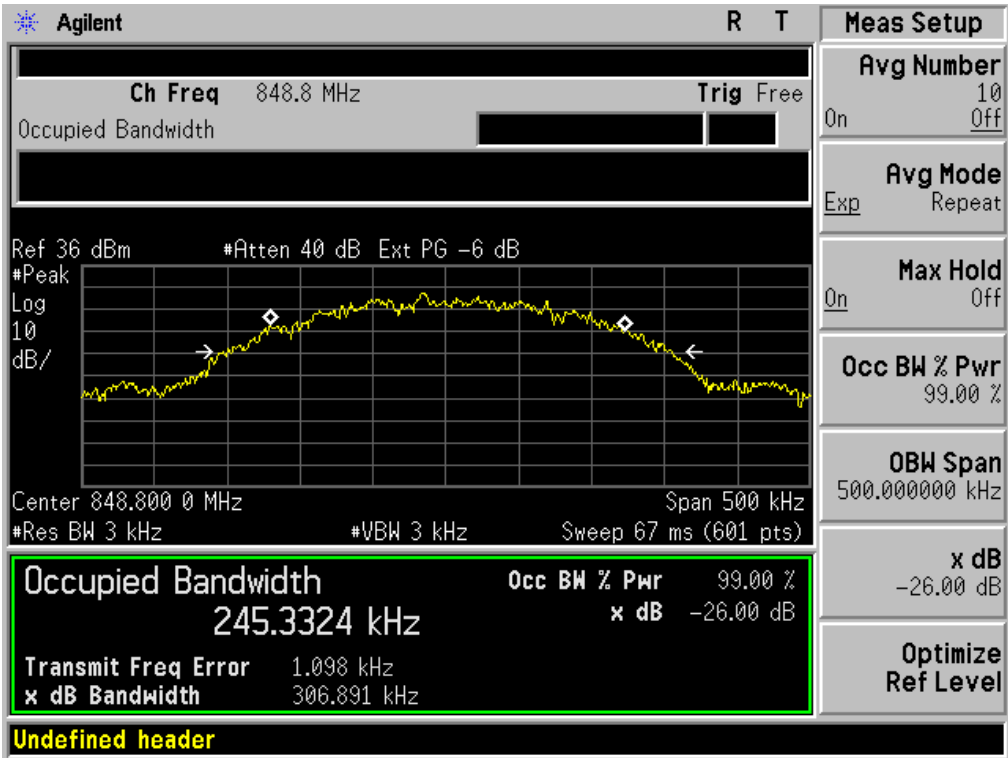 Agilent R T
Ch Freq 848.8 MHz Trig Free
Occupied Bandwidth
Ref 36 dBm #Atten 40 dB Ext PG -6 dB
#Peak
Log
10
dB/
Center 848.800 0 MHz Span 500 kHz
#Res BW 3 kHz #VBW 3 kHz Sweep 67 ms (601 pts)
Occupied Bandwidth Occ BW % Pwr 99.00 %
245.3324 kHz x dB -26.00 dB
Transmit Freq Error 1.098 kHz
x dB Bandwidth 306.891 kHz
Undefined header
Meas Setup
Avg Number
10
On Off
Avg Mode
Exp Repeat
Max Hold
On Off
Occ BW % Pwr
99.00 %
OBW Span
500.000000 kHz
x dB
-26.00 dB
Optimize
Ref Level